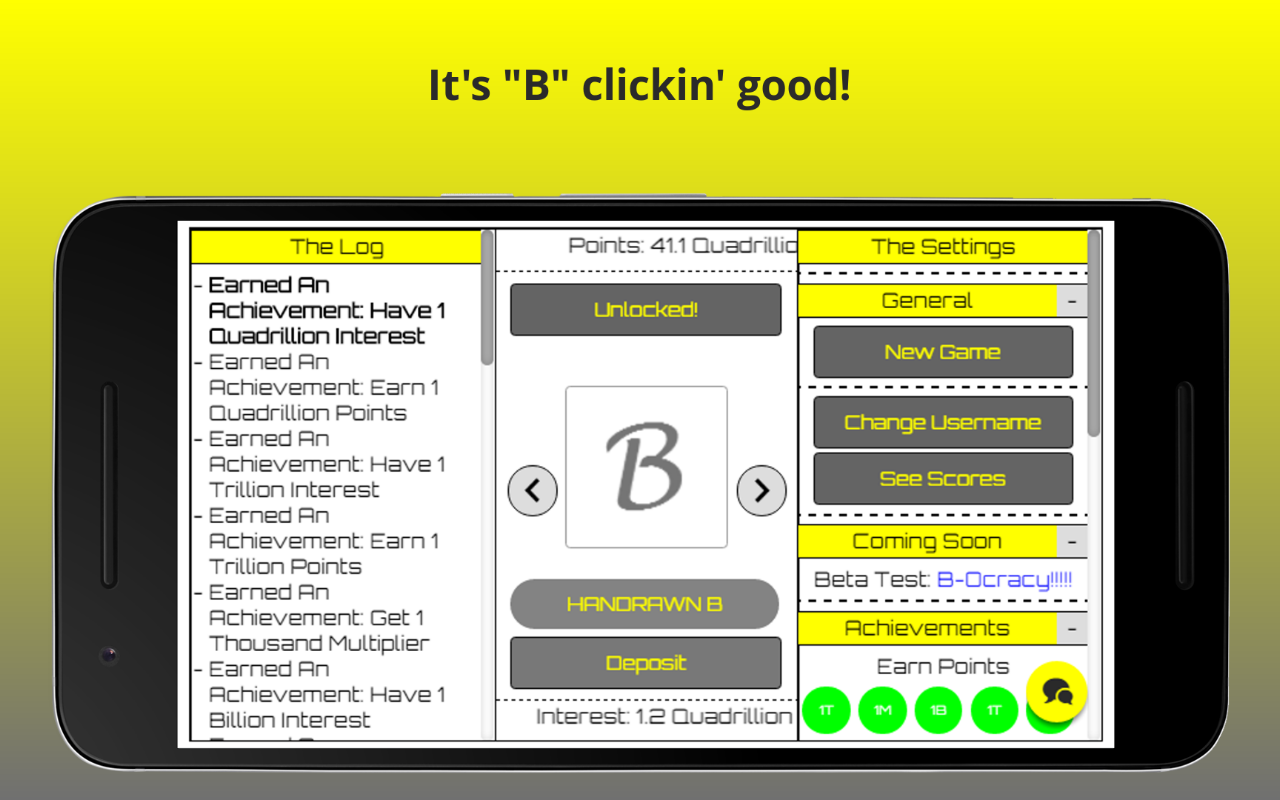 It's "B" clickin' good!
The Log
- Earned An
Achievement: Have 1
Quadrillion Interest
- Earned An
Achievement: Earn 1
Quadrillion Points
- Earned An
Achievement: Have 1
Trillion Interest
- Earned An
Achievement: Earn 1
Trillion Points
- Earned An
Achievement: Get 1
Thousand Multiplier
- Earned An
Achievement: Have 1
Billion Interest
Points: 41.1 Quadrillio
Unlocked!
B
HANDRAWN B
Deposit
Interest: 1.2 Quadrillion
The Settings
General -
New Game
Change Username
See Scores
Coming Soon -
Beta Test: B-Ocracy!!!!!
Achievements -
Earn Points
1T 1M 1B 1T